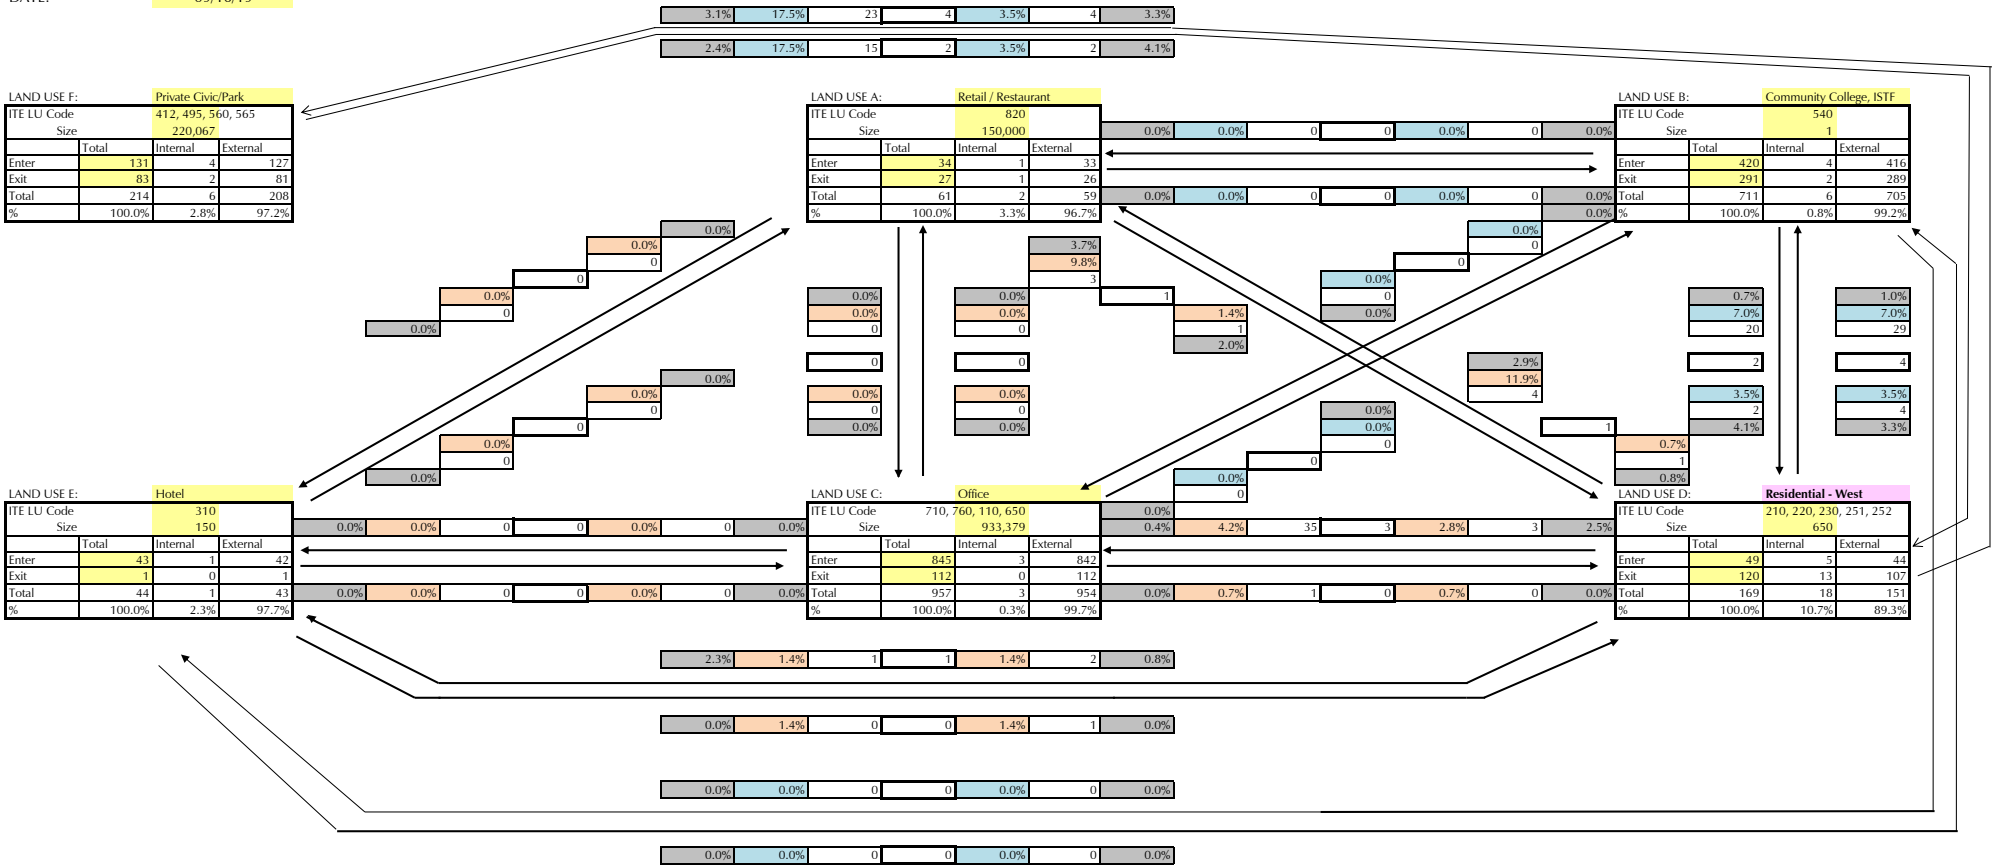 3.1% 17.5% 23 4 3.5% 4 3.3%
2.4% 17.5% 15 2 3.5% 2 4.1%
LAND USE F: Private Civic/Park
ITE LU Code 412, 495, 560, 565
Size 220,067
Total Internal External
Enter 131 4 127
Exit 83 2 81
Total 214 6 208
% 100.0% 2.8% 97.2%
LAND USE A: Retail / Restaurant
ITE LU Code 820
Size 150,000
Total Internal External
Enter 34 1 33
Exit 27 1 26
Total 61 2 59
% 100.0% 3.3% 96.7%
0.0% 0.0% 0 0 0.0% 0 0.0%
0.0% 0.0% 0 0 0.0% 0 0.0%
LAND USE B: Community College, ISTF
ITE LU Code 540
Size 1
Total Internal External
Enter 420 4 416
Exit 291 2 289
Total 711 6 705
% 100.0% 0.8% 99.2%
0.0%
0.0%
0
0
0.0%
0
0.0%
0.0%
0.0%
0
0
0.0%
0
0.0%
0.0%
0.0%
0
0
0.0%
0
0.0%
0.0% 0.0%
0.0% 0.0%
0 0
0 0
0.0% 0.0%
0 0
0.0% 0.0%
3.7%
9.8%
3
1
1.4%
1
2.0%
0.0%
0.0%
0
0
0.0%
0
0.0%
2.9%
11.9%
4
1
0.7%
1
0.8%
0.0%
0.0%
0
0
0.0%
0
0.0%
0.7% 1.0%
7.0% 7.0%
20 29
2 4
3.5% 3.5%
2 4
4.1% 3.3%
LAND USE E: Hotel
ITE LU Code 310
Size 150
Total Internal External
Enter 43 1 42
Exit 1 0 1
Total 44 1 43
% 100.0% 2.3% 97.7%
0.0% 0.0% 0 0 0.0% 0 0.0%
0.0% 0.0% 0 0 0.0% 0 0.0%
LAND USE C: Office
ITE LU Code 710, 760, 110, 650
Size 933,379
Total Internal External
Enter 845 3 842
Exit 112 0 112
Total 957 3 954
% 100.0% 0.3% 99.7%
0.4% 4.2% 35 3 2.8% 3 2.5%
0.0% 0.7% 1 0 0.7% 0 0.0%
LAND USE D: Residential - West
ITE LU Code 210, 220, 230, 251, 252
Size 650
Total Internal External
Enter 49 5 44
Exit 120 13 107
Total 169 18 151
% 100.0% 10.7% 89.3%
2.3% 1.4% 1 1 1.4% 2 0.8%
0.0% 1.4% 0 0 1.4% 1 0.0%
0.0% 0.0% 0 0 0.0% 0 0.0%
0.0% 0.0% 0 0 0.0% 0 0.0%